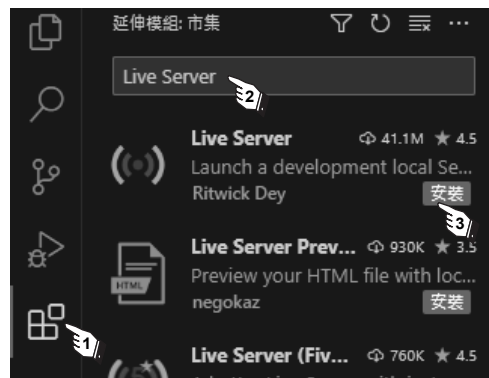 延伸模組: 市集
Live Server
2
Live Server 41.1M ★ 4.5
Launch a development local Se...
Ritwick Dey 安裝
3
Live Server Prev... 930K ★ 3.5
HTML
Preview your HTML file with loc...
negokaz 安裝
1
Live Server (Fiv... 760K ★ 4.5